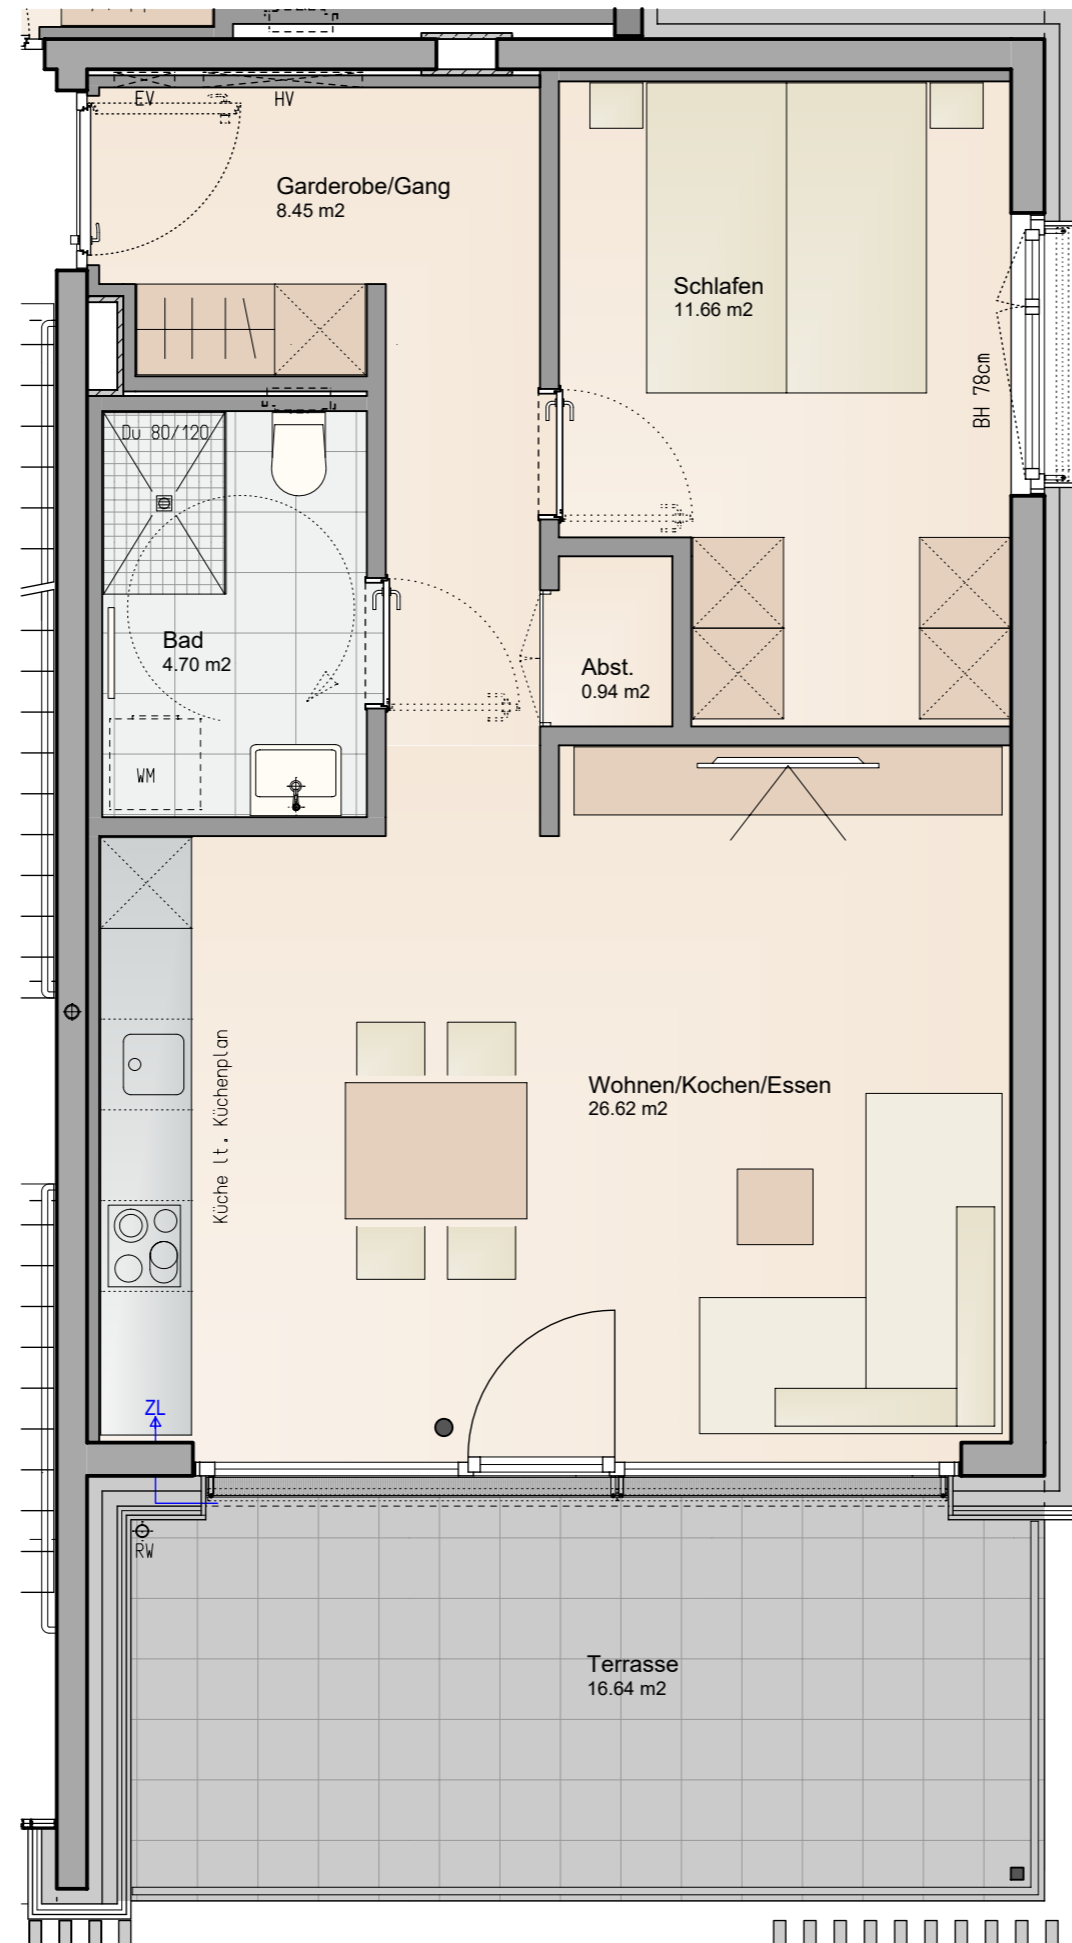 EV
HV
Garderobe/Gang
8.45 m2
Schlafen
11.66 m2
BH 78cm
Du 80/120
Bad
4.70 m2
Abst.
0.94 m2
WM
Küche lt. Küchenplan
Wohnen/Kochen/Essen
26.62 m2
ZL
RW
Terrasse
16.64 m2